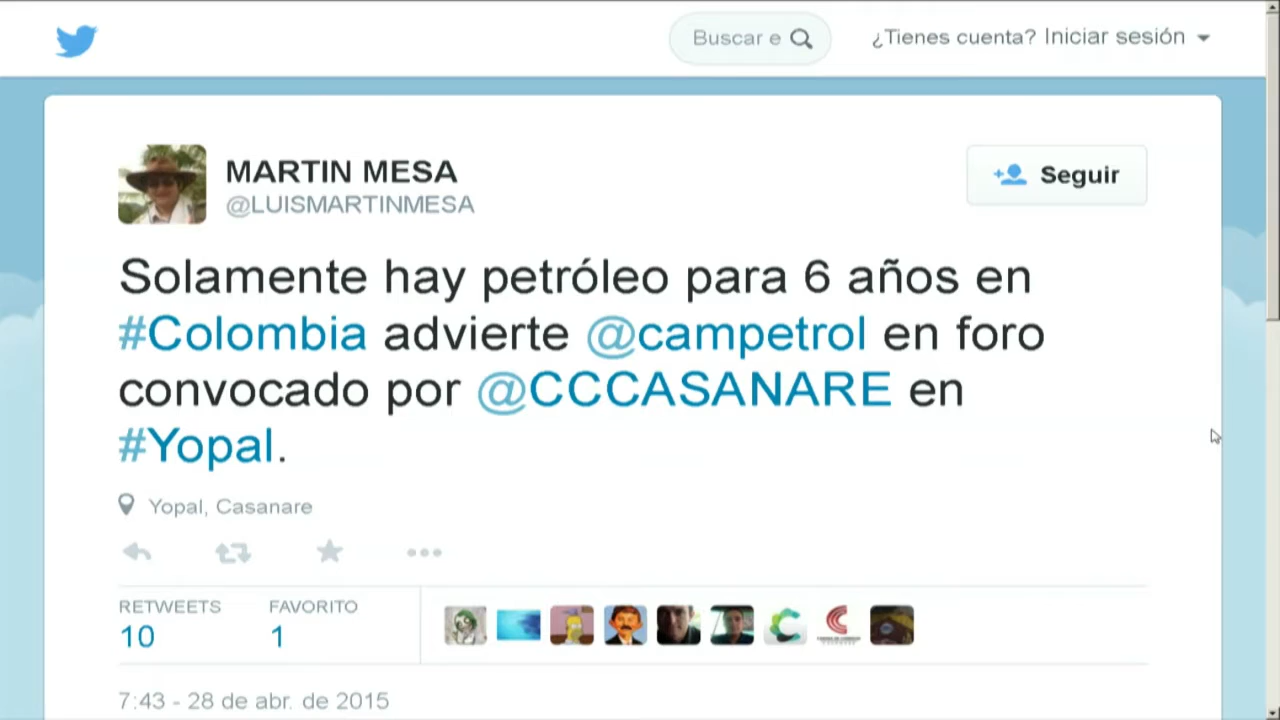 Buscar e
¿Tienes cuenta? Iniciar sesión
MARTIN MESA
@LUISMARTINMESA
Seguir
Solamente hay petróleo para 6 años en
#Colombia advierte @campetrol en foro
convocado por @CCCASANARE en
#Yopal.
Yopal, Casanare
RETWEETS
FAVORITO
10
1
7:43 - 28 de abr. de 2015